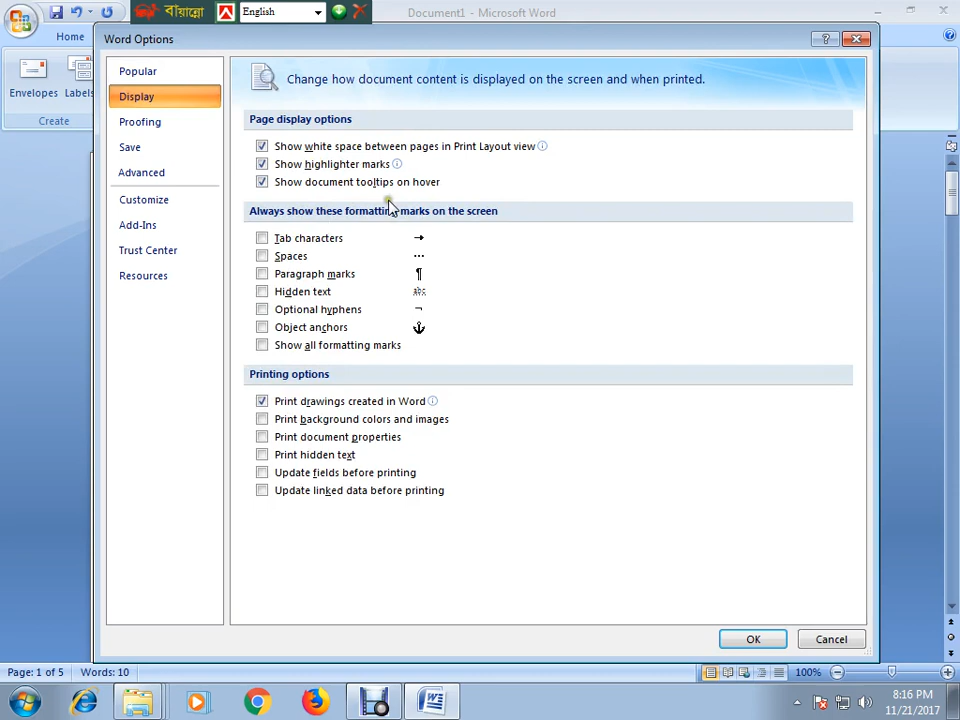 বায়ান্নো English Document1 - Microsoft Word
Home
Envelopes Labels
Create
Word Options
Popular
Display
Proofing
Save
Advanced
Customize
Add-Ins
Trust Center
Resources
Change how document content is displayed on the screen and when printed.
Page display options
Show white space between pages in Print Layout view
Show highlighter marks
Show document tooltips on hover
Always show these formatting marks on the screen
Tab characters →
Spaces ...
Paragraph marks ¶
Hidden text abc
Optional hyphens ¬
Object anchors
Show all formatting marks
Printing options
Print drawings created in Word
Print background colors and images
Print document properties
Print hidden text
Update fields before printing
Update linked data before printing
OK Cancel
Page: 1 of 5 Words: 10 100%
8:16 PM
11/21/2017